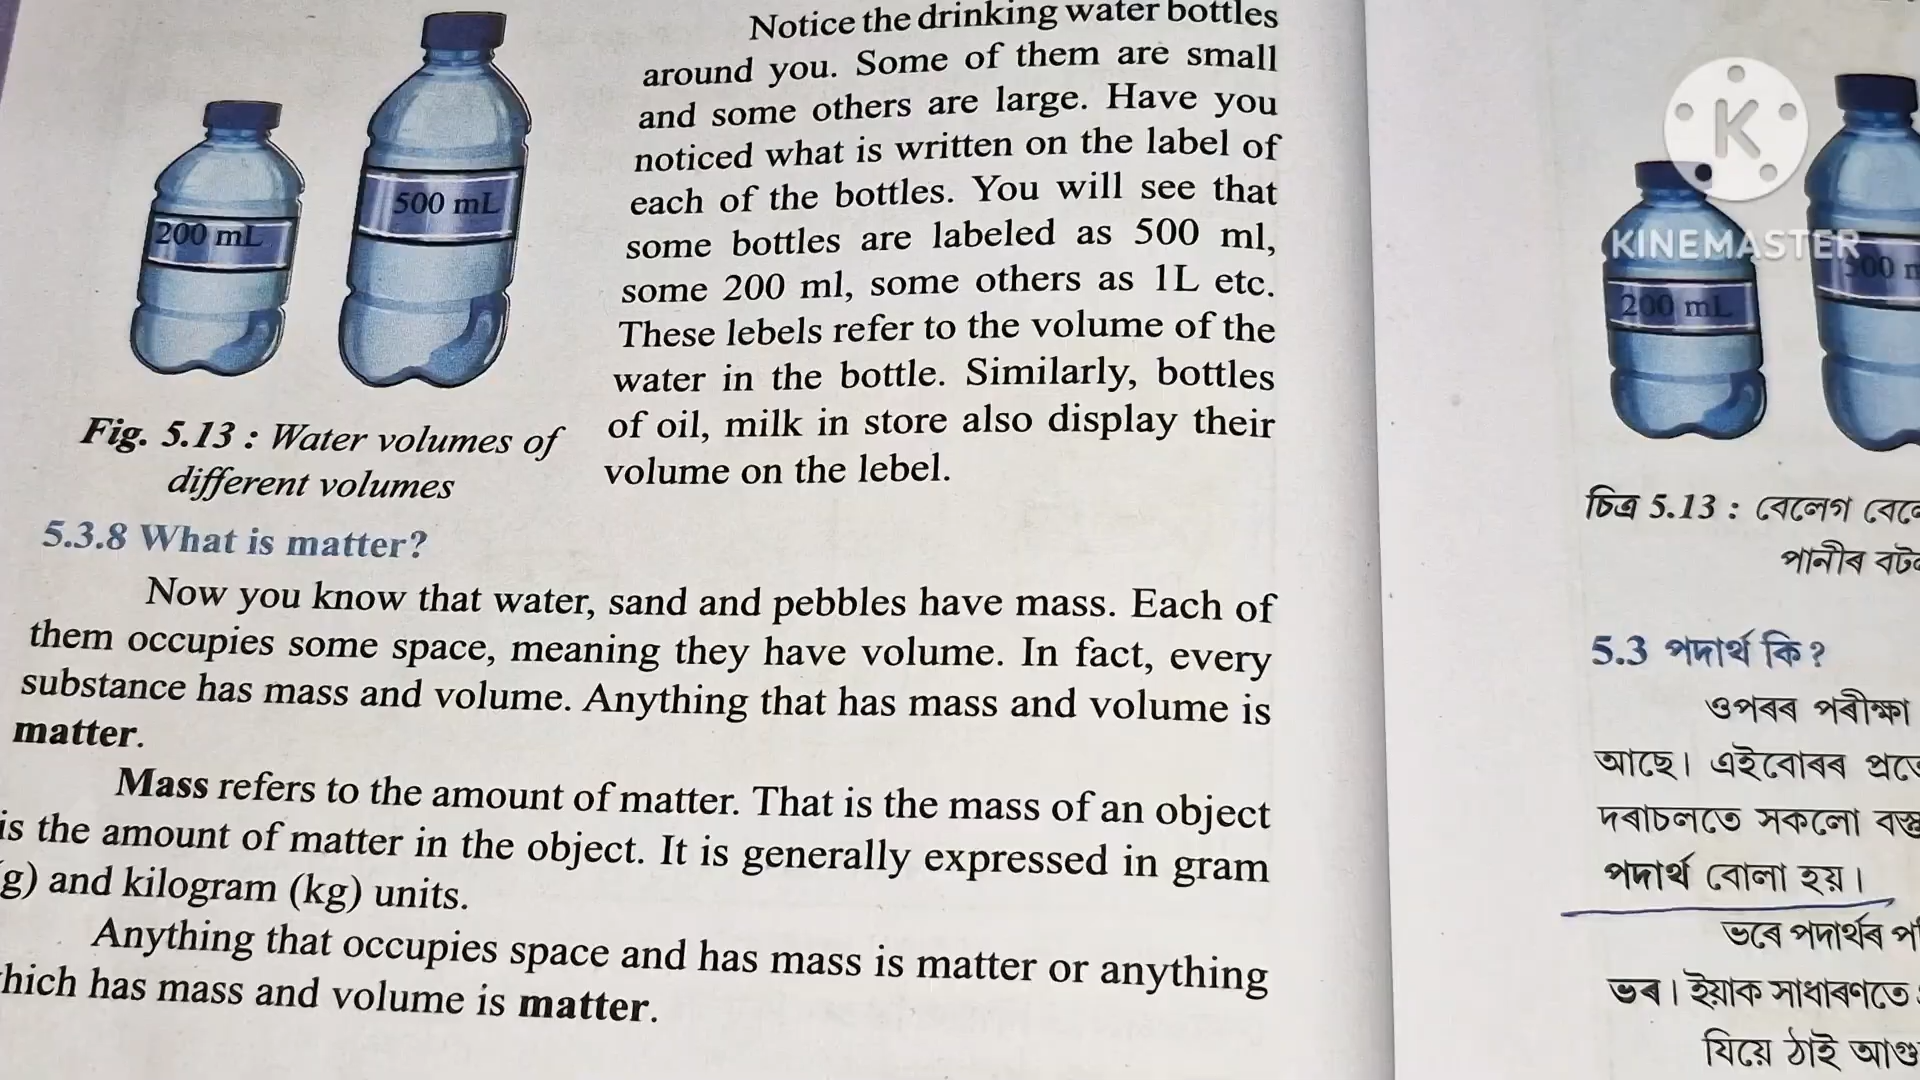 Notice the drinking water bottles
around you. Some of them are small
and some others are large. Have you
noticed what is written on the label of
each of the bottles. You will see that
some bottles are labeled as 500 ml,
some 200 ml, some others as 1L etc.
These lebels refer to the volume of the
water in the bottle. Similarly, bottles
of oil, milk in store also display their
volume on the lebel.
200 mL
500 mL
Fig. 5.13 : Water volumes of
different volumes
5.3.8 What is matter?
Now you know that water, sand and pebbles have mass. Each of
them occupies some space, meaning they have volume. In fact, every
substance has mass and volume. Anything that has mass and volume is
matter.
Mass refers to the amount of matter. That is the mass of an object
is the amount of matter in the object. It is generally expressed in gram
g) and kilogram (kg) units.
Anything that occupies space and has mass is matter or anything
hich has mass and volume is matter.
K
KINEMASTER
200 mL
500 m
চিত্ৰ 5.13 : বেলেগ
পানীৰ
5.3 পদাৰ্থ কি?
ওপৰৰ পৰীক্ষা
আছে। এইবোৰৰ
দৰাচলতে সকলো
পদাৰ্থ বোলা হয়।
ভৰে পদাৰ্থৰ
ভৰ। ইয়াক সাধাৰণতে
যিয়ে ঠাই